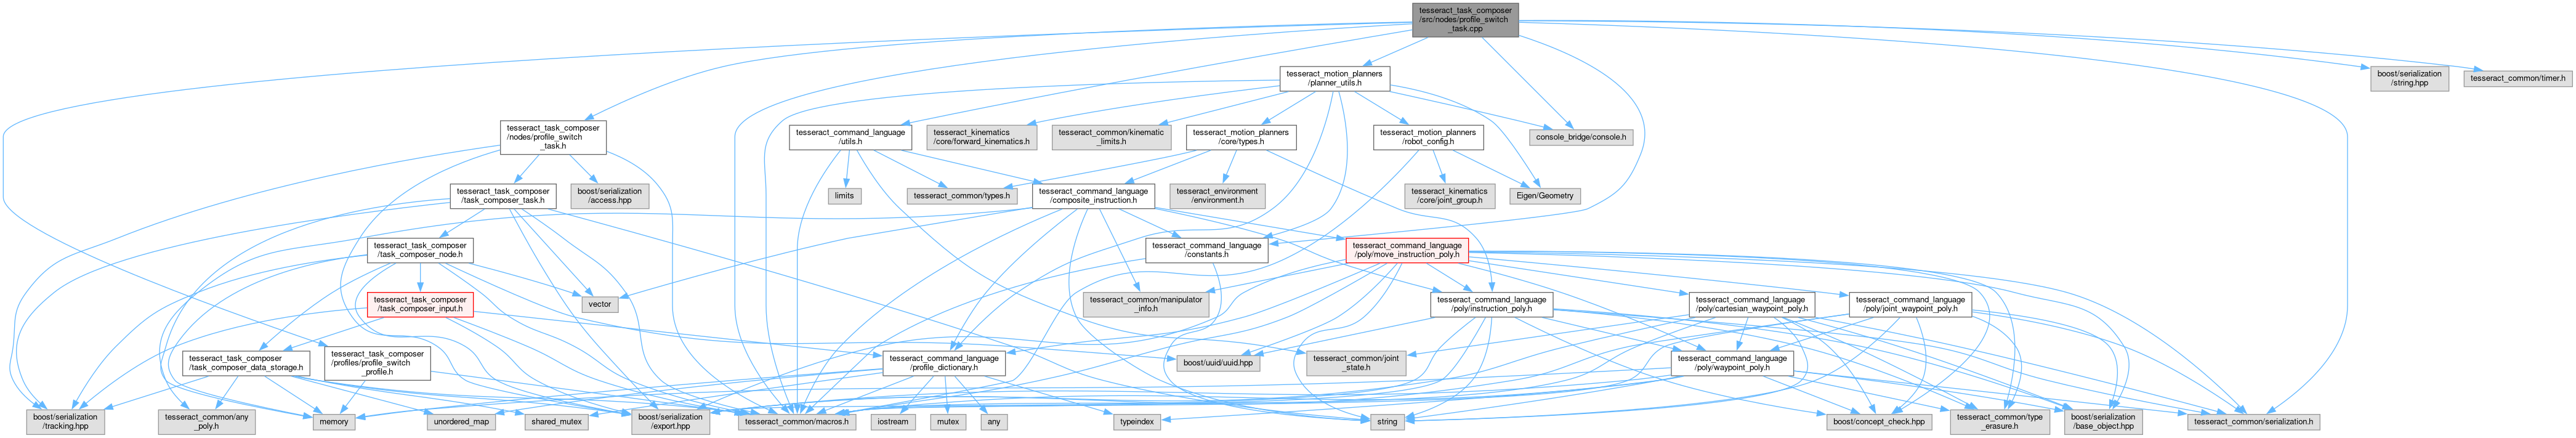 tesseract_task_composer
/src/nodes/profile_switch
_task.cpp
tesseract_motion_planners
/planner_utils.h
boost/serialization
/string.hpp
tesseract_common/timer.h
tesseract_task_composer
/nodes/profile_switch
_task.h
tesseract_command_language
/utils.h
tesseract_kinematics
/core/forward_kinematics.h
tesseract_common/kinematic
_limits.h
tesseract_motion_planners
/core/types.h
tesseract_motion_planners
/robot_config.h
console_bridge/console.h
tesseract_task_composer
/task_composer_task.h
boost/serialization
/access.hpp
limits
tesseract_common/types.h
tesseract_command_language
/composite_instruction.h
tesseract_environment
/environment.h
tesseract_kinematics
/core/joint_group.h
Eigen/Geometry
tesseract_task_composer
/task_composer_node.h
tesseract_command_language
/constants.h
tesseract_command_language
/poly/move_instruction_poly.h
tesseract_task_composer
/task_composer_input.h
vector
tesseract_common/manipulator
_info.h
tesseract_command_language
/poly/instruction_poly.h
tesseract_command_language
/poly/cartesian_waypoint_poly.h
tesseract_command_language
/poly/joint_waypoint_poly.h
tesseract_task_composer
/task_composer_data_storage.h
tesseract_task_composer
/profiles/profile_switch
_profile.h
tesseract_command_language
/profile_dictionary.h
boost/uuid/uuid.hpp
tesseract_common/joint
_state.h
tesseract_command_language
/poly/waypoint_poly.h
boost/serialization
/tracking.hpp
tesseract_common/any
_poly.h
memory
unordered_map
shared_mutex
boost/serialization
/export.hpp
tesseract_common/macros.h
iostream
mutex
any
typeindex
string
boost/concept_check.hpp
tesseract_common/type
_erasure.h
boost/serialization
/base_object.hpp
tesseract_common/serialization.h